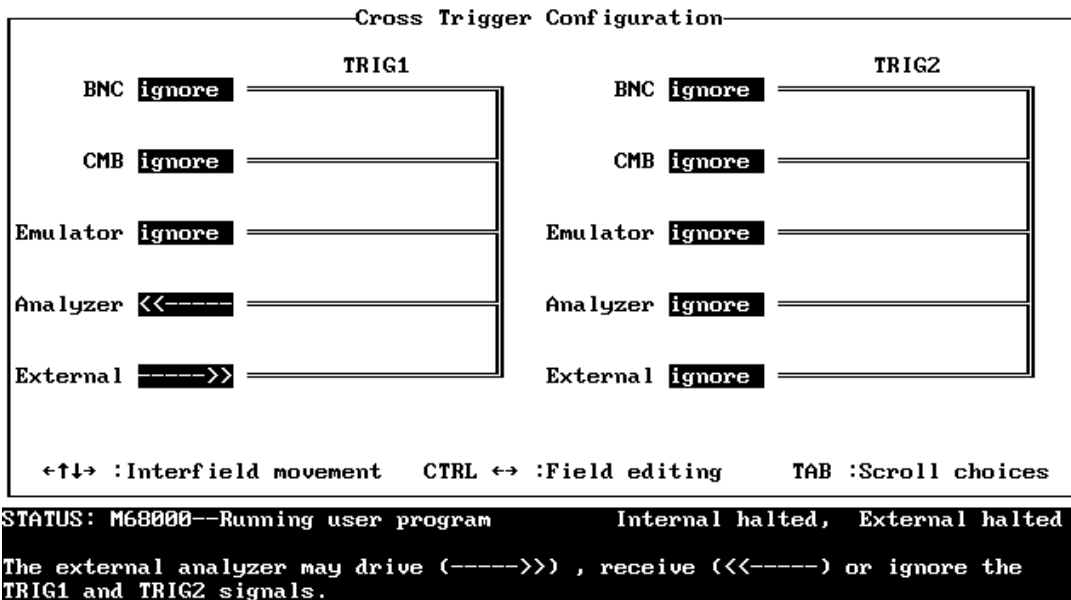 Cross Trigger Configuration
TRIG1 TRIG2
BNC ignore BNC ignore
CMB ignore CMB ignore
Emulator ignore Emulator ignore
Analyzer <<----- Analyzer ignore
External ----->> External ignore
←↑↓→ :Interfield movement CTRL ↔ :Field editing TAB :Scroll choices
STATUS: M68000--Running user program Internal halted, External halted
The external analyzer may drive (----->>) , receive (<<-----) or ignore the
TRIG1 and TRIG2 signals.